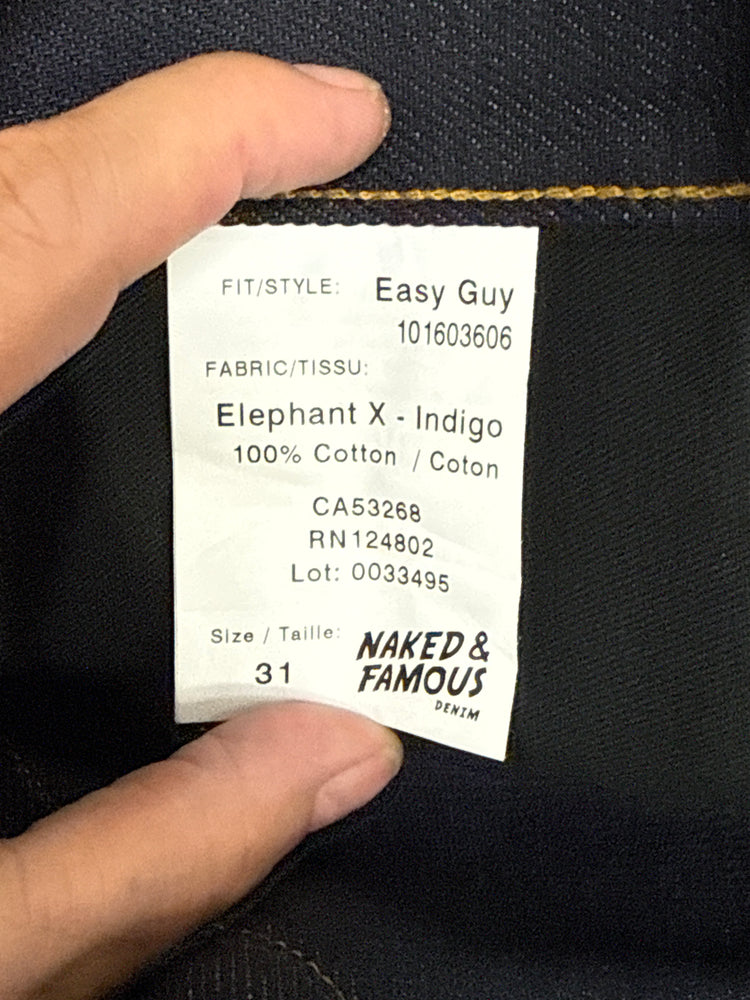 FIT/STYLE: Easy Guy
101603606
FABRIC/TISSU:
Elephant X - Indigo
100% Cotton / Coton
CA53268
RN124802
Lot: 0033495
Size / Taille:
31
NAKED &
FAMOUS
DENIM